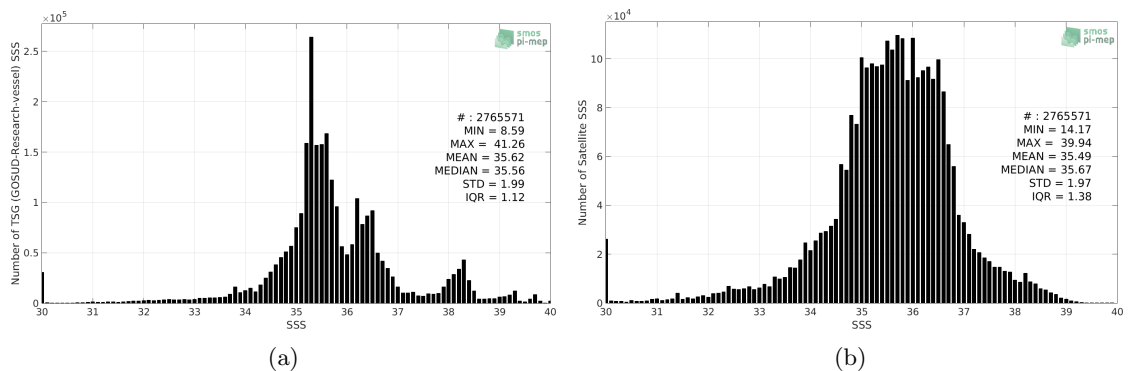 ×10⁵
smos
pi-mep
Number of TSG (GOSUD-Research-vessel) SSS
2.5
2
1.5
1
0.5
0
# : 2765571
MIN = 8.59
MAX = 41.26
MEAN = 35.62
MEDIAN = 35.56
STD = 1.99
IQR = 1.12
30 31 32 33 34 35 36 37 38 39 40
SSS
(a)
×10⁴
smos
pi-mep
Number of Satellite SSS
10
8
6
4
2
0
# : 2765571
MIN = 14.17
MAX = 39.94
MEAN = 35.49
MEDIAN = 35.67
STD = 1.97
IQR = 1.38
30 31 32 33 34 35 36 37 38 39 40
SSS
(b)